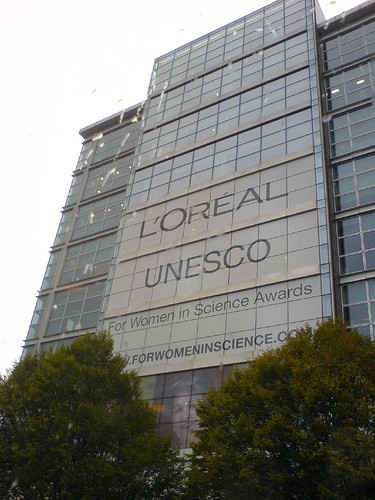 L'ORÉAL
UNESCO
For Women in Science Awards
.FORWOMENINSCIENCE.CO